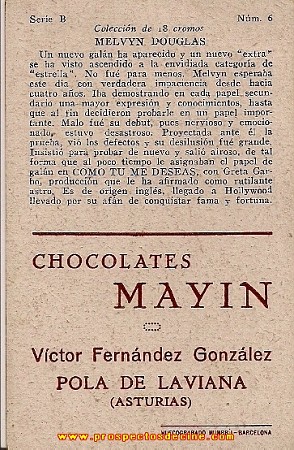 Serie B Núm. 6
Colección de 18 cromos
MELVYN DOUGLAS
Un nuevo galán ha aparecido y un nuevo "extra"
se ha visto ascendido a la envidiada categoría de
"estrella". No fué para menos. Melvyn esperaba
este día con verdadera impaciencia desde hacía
cuatro años. Iba demostrando en cada papel secun-
dario una mayor expresión y conocimientos, hasta
que al fin decidieron probarle en un papel impor-
tante. Malo fué su debut, pues nervioso y emocio-
nado, estuvo desastroso. Proyectada ante él la
prueba, vió los defectos y su desilusión fué grande.
Insistió para probar de nuevo y salió airoso, de tal
forma que al poco tiempo le asignaban el papel de
galán en COMO TU ME DESEAS, con Greta Gar-
bo, producción que le ha afirmado como rutilante
astro. Es de origen inglés, llegado a Hollywood
llevado por su afán de conquistar fama y fortuna.
CHOCOLATES
MAYIN
Víctor Fernández González
POLA DE LAVIANA
(ASTURIAS)
HUECOGRABADO MUMBRÚ-BARCELONA
www.prospectosdecine.com